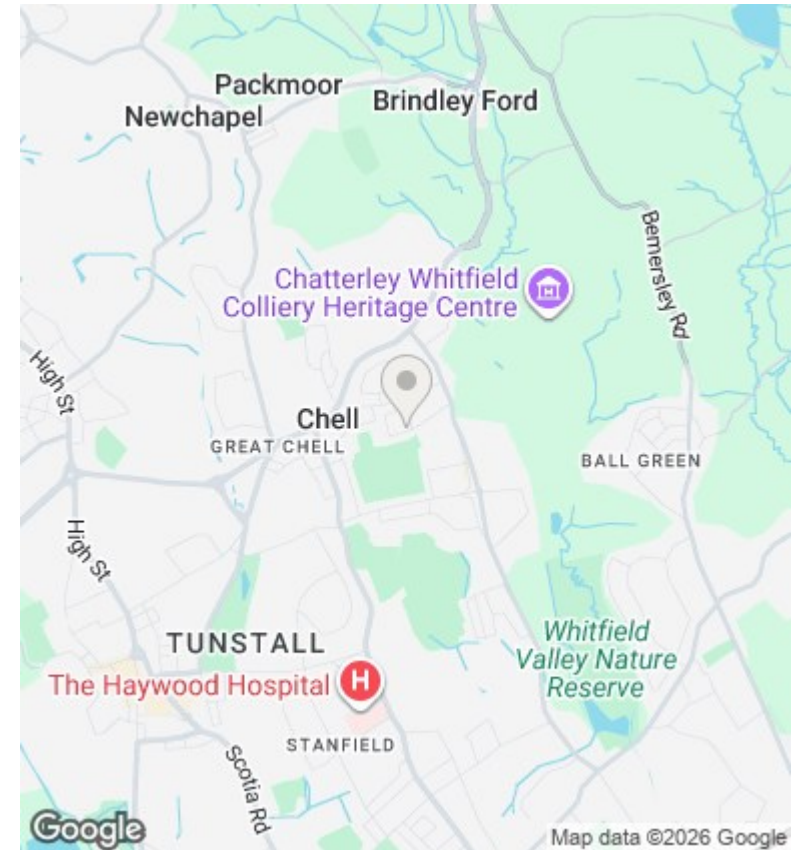 Packmoor
Newchapel
Brindley Ford
Bemersley Rd
Chatterley Whitfield
Colliery Heritage Centre
High St
Chell
GREAT CHELL
BALL GREEN
High St
TUNSTALL
Whitfield
Valley Nature
Reserve
The Haywood Hospital
H
STANFIELD
Scotia Rd
Google
Map data ©2026 Google